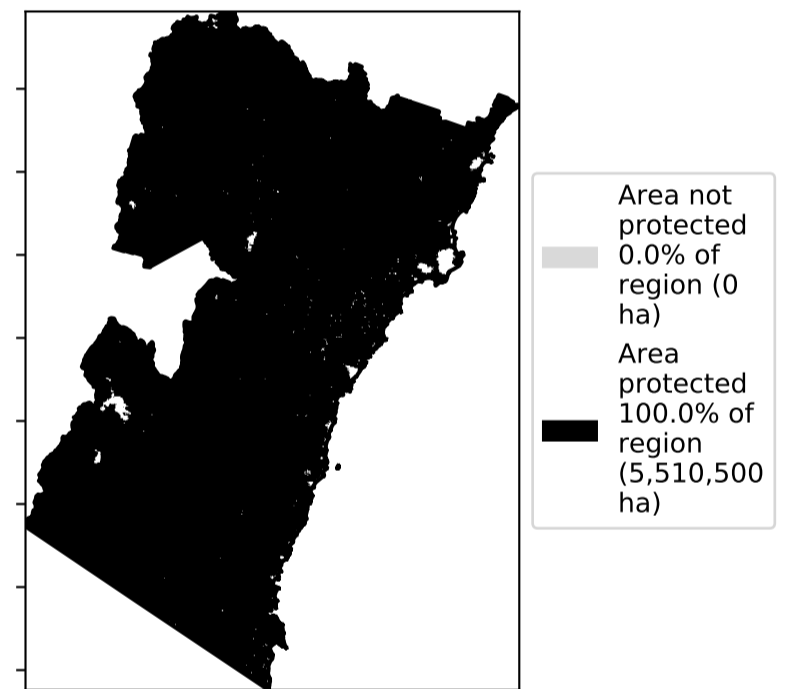 Area not
protected
0.0% of
region (0
ha)
Area
protected
100.0% of
region
(5,510,500
ha)